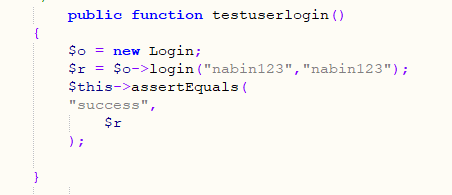 public function testuserlogin()
{
$o = new Login;
$r = $o->login("nabin123","nabin123");
$this->assertEquals(
"success",
$r
);
}